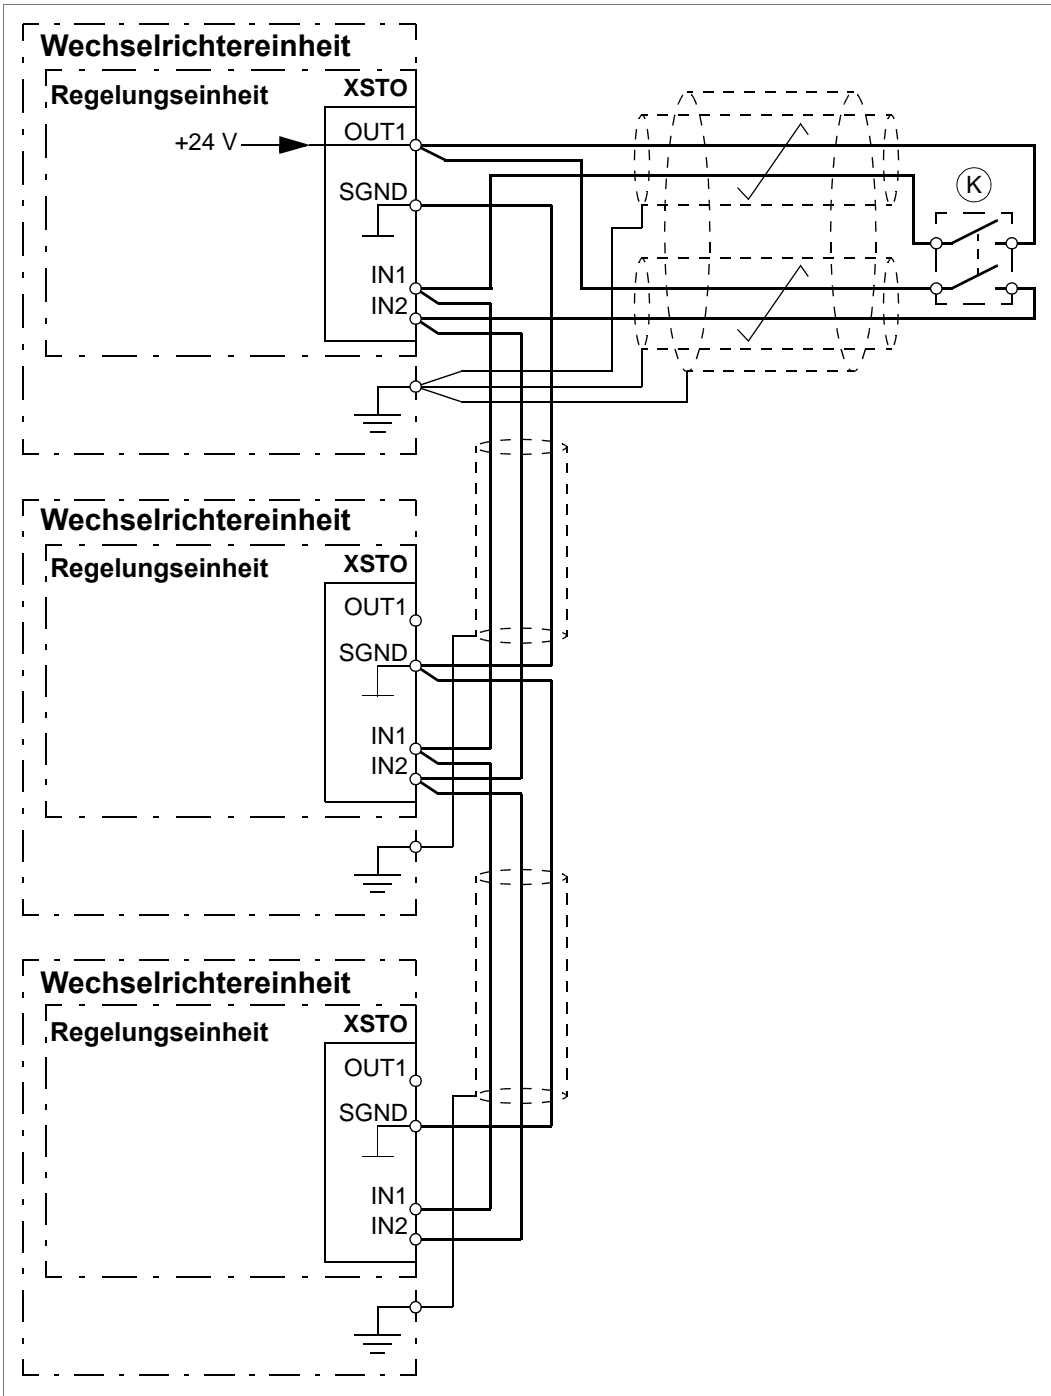 Wechselrichtereinheit
Regelungseinheit
XSTO
+24 V
OUT1
SGND
K
IN1
IN2
Wechselrichtereinheit
Regelungseinheit
XSTO
OUT1
SGND
IN1
IN2
Wechselrichtereinheit
Regelungseinheit
XSTO
OUT1
SGND
IN1
IN2